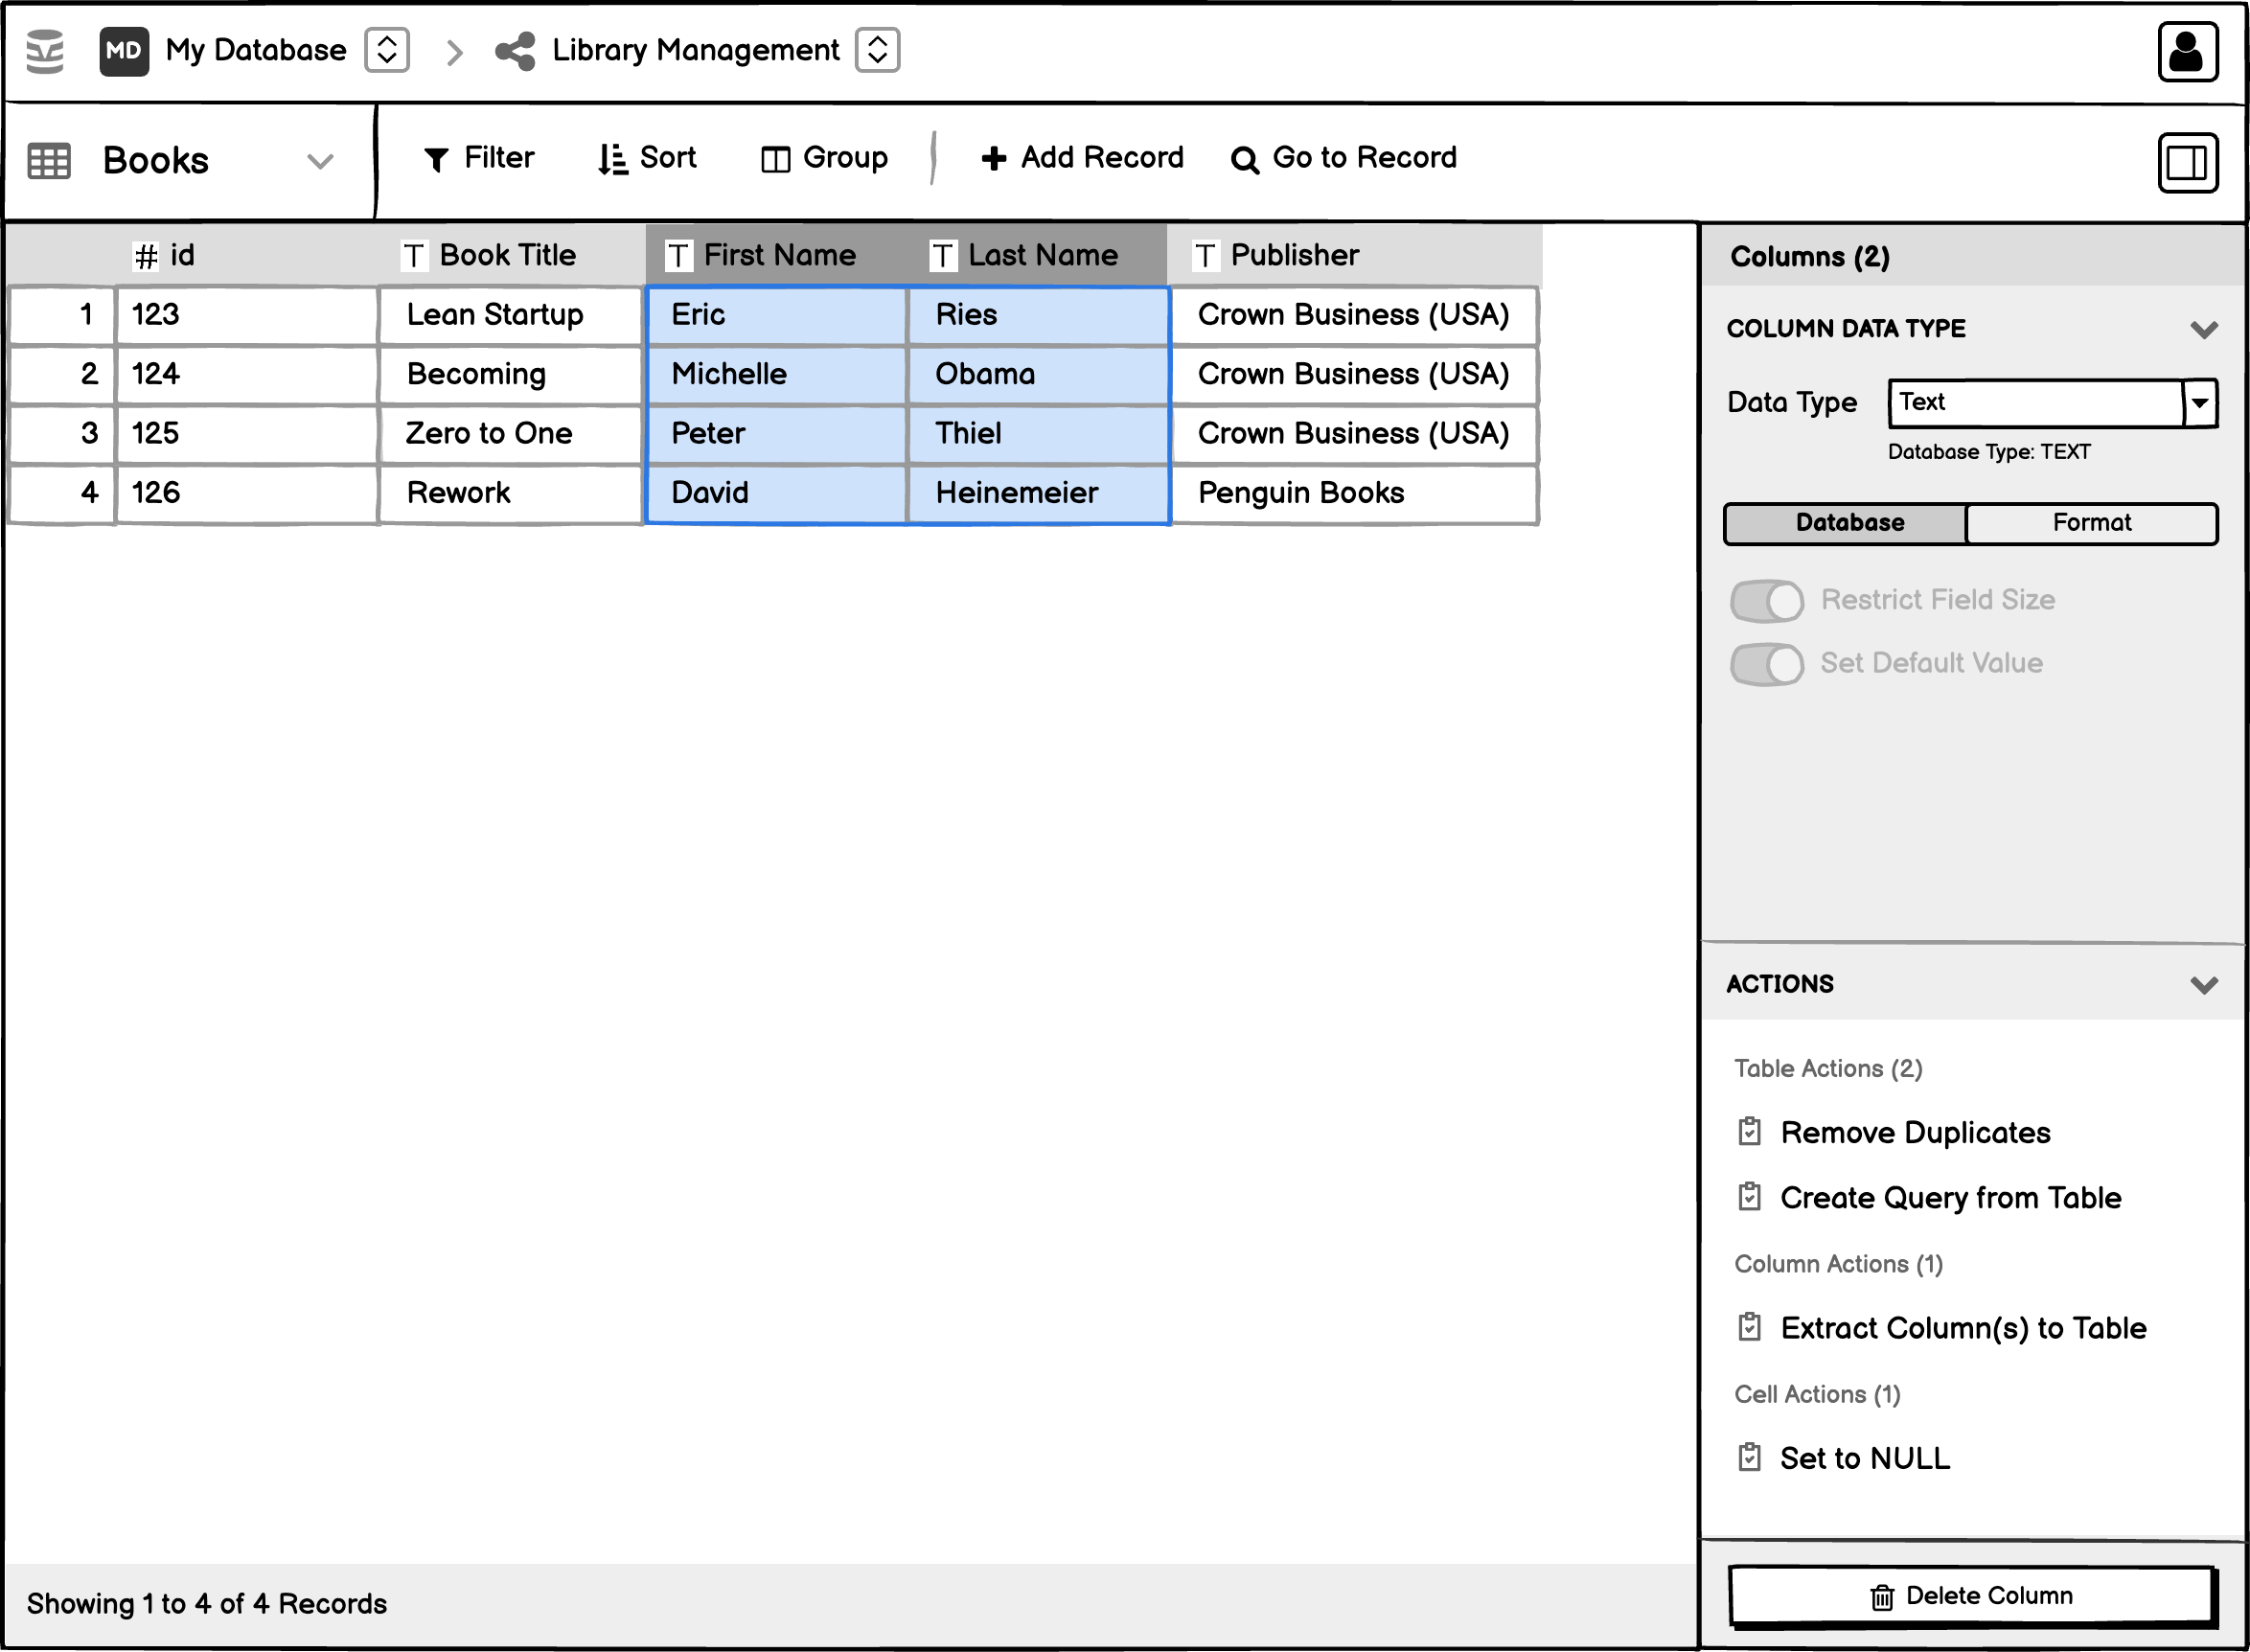 MD My Database > Library Management
Books Filter Sort Group Add Record Go to Record
# id T Book Title T First Name T Last Name T Publisher
1 123 Lean Startup Eric Ries Crown Business (USA)
2 124 Becoming Michelle Obama Crown Business (USA)
3 125 Zero to One Peter Thiel Crown Business (USA)
4 126 Rework David Heinemeier Penguin Books
Showing 1 to 4 of 4 Records
Columns (2)
COLUMN DATA TYPE
Data Type Text
Database Type: TEXT
Database Format
Restrict Field Size
Set Default Value
ACTIONS
Table Actions (2)
Remove Duplicates
Create Query from Table
Column Actions (1)
Extract Column(s) to Table
Cell Actions (1)
Set to NULL
Delete Column